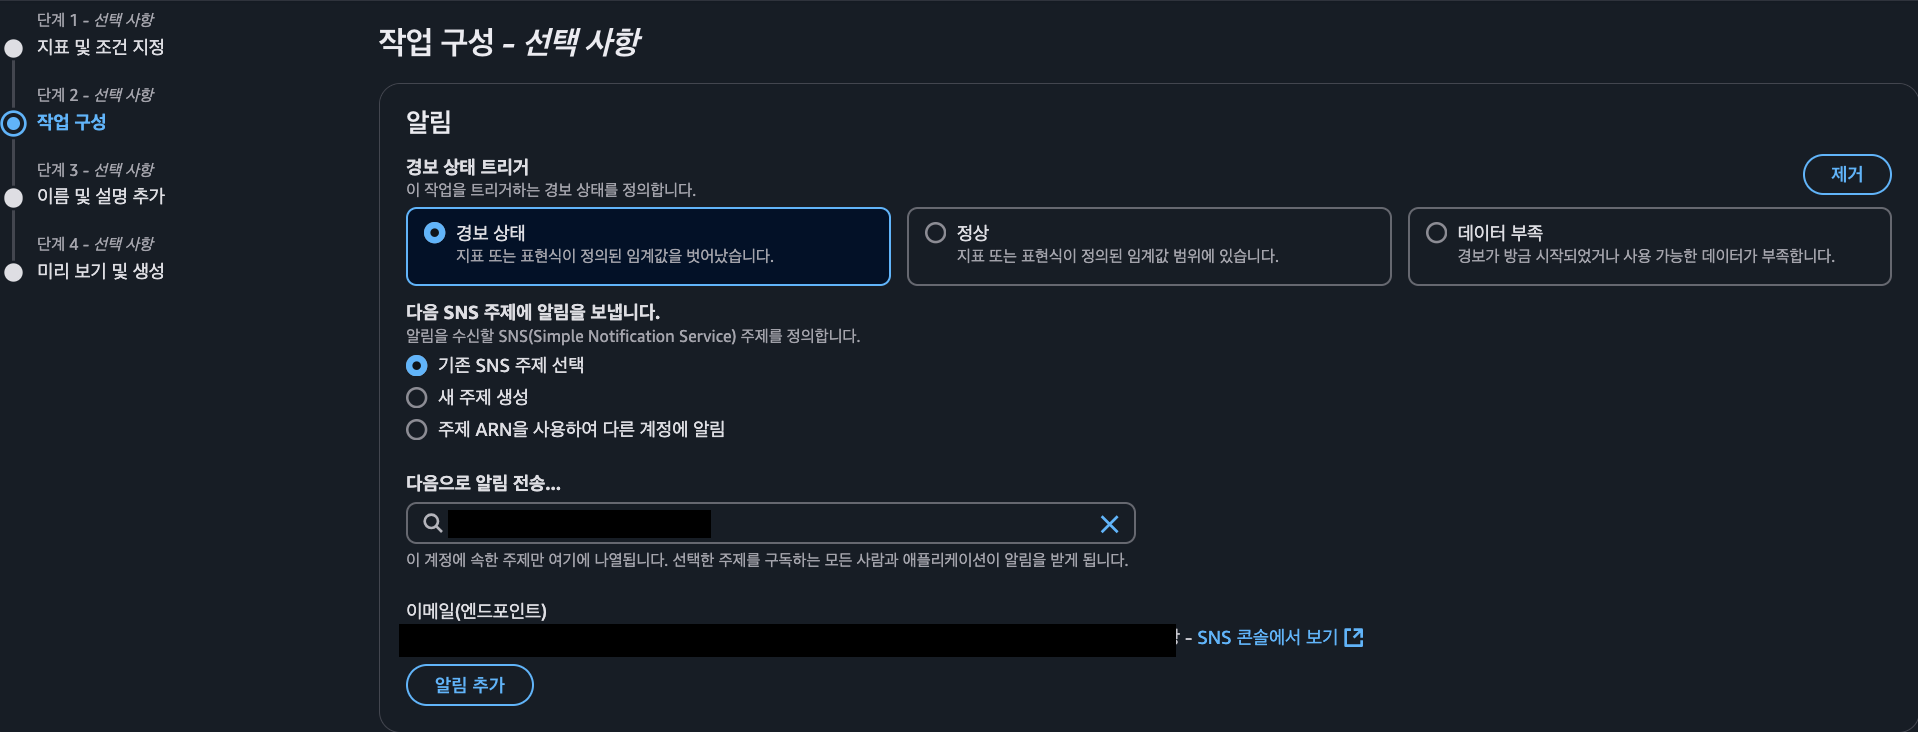 단계 1 - 선택 사항
지표 및 조건 지정
단계 2 - 선택 사항
작업 구성
단계 3 - 선택 사항
이름 및 설명 추가
단계 4 - 선택 사항
미리 보기 및 생성
작업 구성 - 선택 사항
알림
경보 상태 트리거
이 작업을 트리거하는 경보 상태를 정의합니다.
제거
경보 상태
지표 또는 표현식이 정의된 임계값을 벗어났습니다.
정상
지표 또는 표현식이 정의된 임계값 범위에 있습니다.
데이터 부족
경보가 방금 시작되었거나 사용 가능한 데이터가 부족합니다.
다음 SNS 주제에 알림을 보냅니다.
알림을 수신할 SNS(Simple Notification Service) 주제를 정의합니다.
기존 SNS 주제 선택
새 주제 생성
주제 ARN을 사용하여 다른 계정에 알림
다음으로 알림 전송...
이 계정에 속한 주제만 여기에 나열됩니다. 선택한 주제를 구독하는 모든 사람과 애플리케이션이 알림을 받게 됩니다.
이메일(엔드포인트)
- SNS 콘솔에서 보기
알림 추가